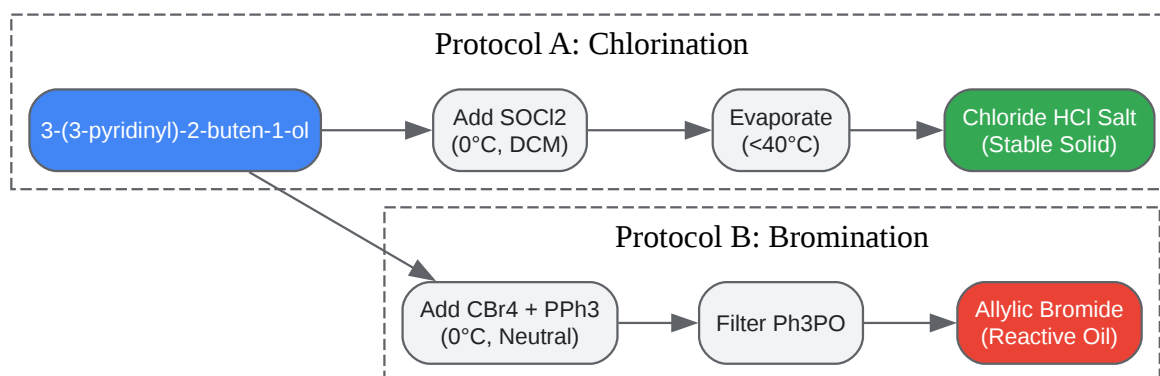 Protocol A: Chlorination
3-(3-pyridinyl)-2-buten-1-ol
Add SOCl2
(0°C, DCM)
Evaporate
(<40°C)
Chloride HCl Salt
(Stable Solid)
Protocol B: Bromination
Add CBr4 + PPh3
(0°C, Neutral)
Filter Ph3PO
Allylic Bromide
(Reactive Oil)